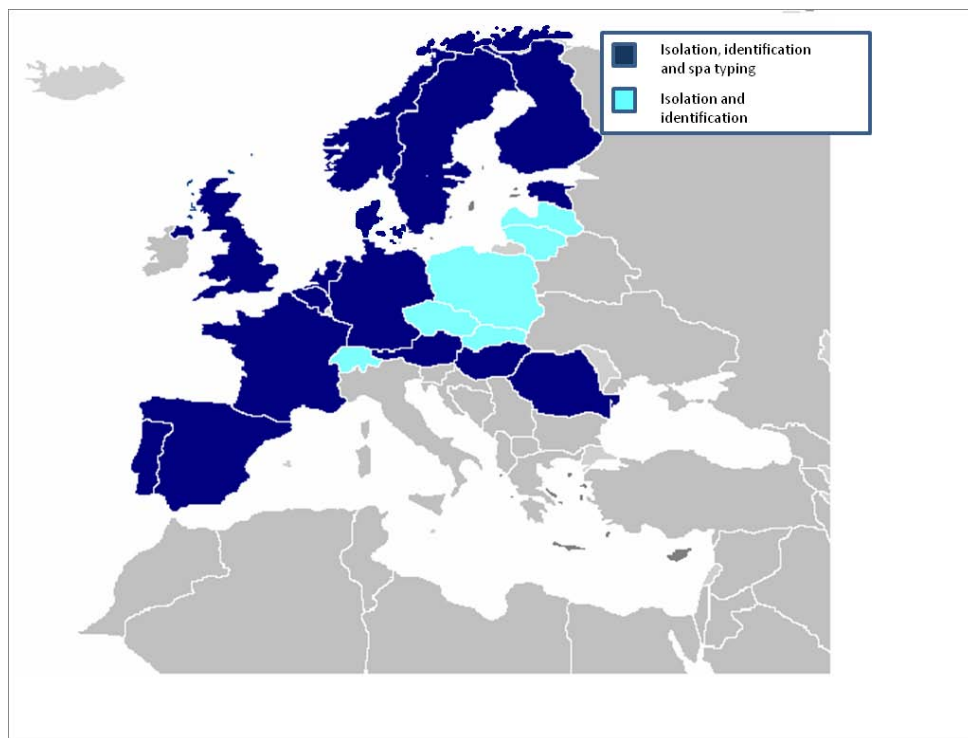 Isolation, identification
and spa typing
Isolation and
identification